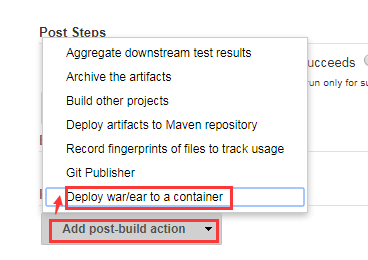 Post Steps
Aggregate downstream test results
ucceeds
Archive the artifacts
run only for su
Build other projects
Deploy artifacts to Maven repository
Record fingerprints of files to track usage
Git Publisher
Deploy war/ear to a container
Add post-build action